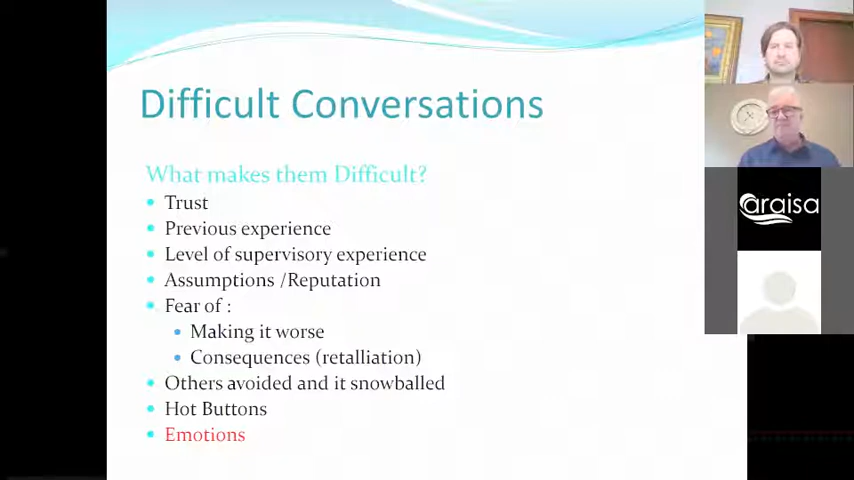 Difficult Conversations
What makes them Difficult?
Trust
Previous experience
Level of supervisory experience
Assumptions /Reputation
Fear of :
Making it worse
Consequences (retalliation)
Others avoided and it snowballed
Hot Buttons
Emotions
araisa